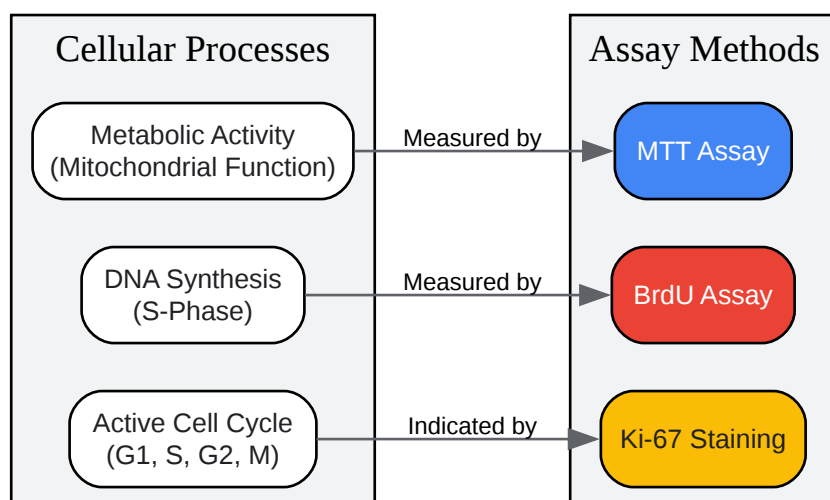 Cellular Processes
Assay Methods
Metabolic Activity
(Mitochondrial Function)
Measured by
MTT Assay
DNA Synthesis
(S-Phase)
Measured by
BrdU Assay
Active Cell Cycle
(G1, S, G2, M)
Indicated by
Ki-67 Staining